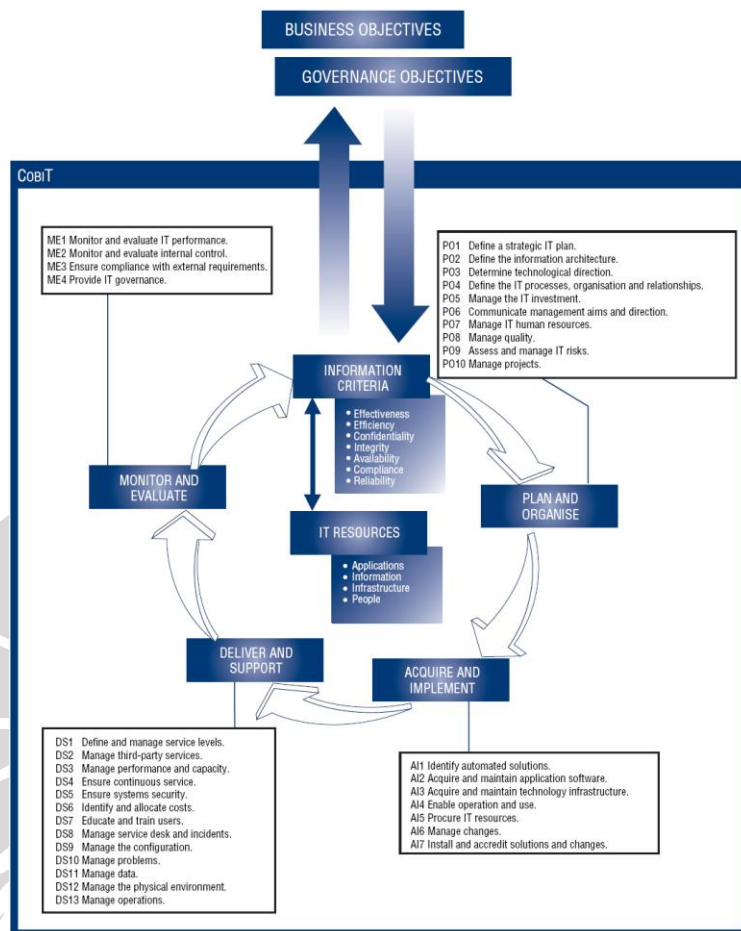 BUSINESS OBJECTIVES
GOVERNANCE OBJECTIVES
COBIT
ME1 Monitor and evaluate IT performance.
ME2 Monitor and evaluate internal control.
ME3 Ensure compliance with external requirements.
ME4 Provide IT governance.
PO1 Define a strategic IT plan.
PO2 Define the information architecture.
PO3 Determine technological direction.
PO4 Define the IT processes, organisation and relationships.
PO5 Manage the IT investment.
PO6 Communicate management aims and direction.
PO7 Manage IT human resources.
PO8 Manage quality.
PO9 Assess and manage IT risks.
PO10 Manage projects.
INFORMATION
CRITERIA
• Effectiveness
• Efficiency
• Confidentiality
• Integrity
• Availability
• Compliance
• Reliability
MONITOR AND
EVALUATE
PLAN AND
ORGANISE
IT RESOURCES
• Applications
• Information
• Infrastructure
• People
DELIVER AND
SUPPORT
ACQUIRE AND
IMPLEMENT
DS1 Define and manage service levels.
DS2 Manage third-party services.
DS3 Manage performance and capacity.
DS4 Ensure continuous service.
DS5 Ensure systems security.
DS6 Identify and allocate costs.
DS7 Educate and train users.
DS8 Manage service desk and incidents.
DS9 Manage the configuration.
DS10 Manage problems.
DS11 Manage data.
DS12 Manage the physical environment.
DS13 Manage operations.
AI1 Identify automated solutions.
AI2 Acquire and maintain application software.
AI3 Acquire and maintain technology infrastructure.
AI4 Enable operation and use.
AI5 Procure IT resources.
AI6 Manage changes.
AI7 Install and accredit solutions and changes.